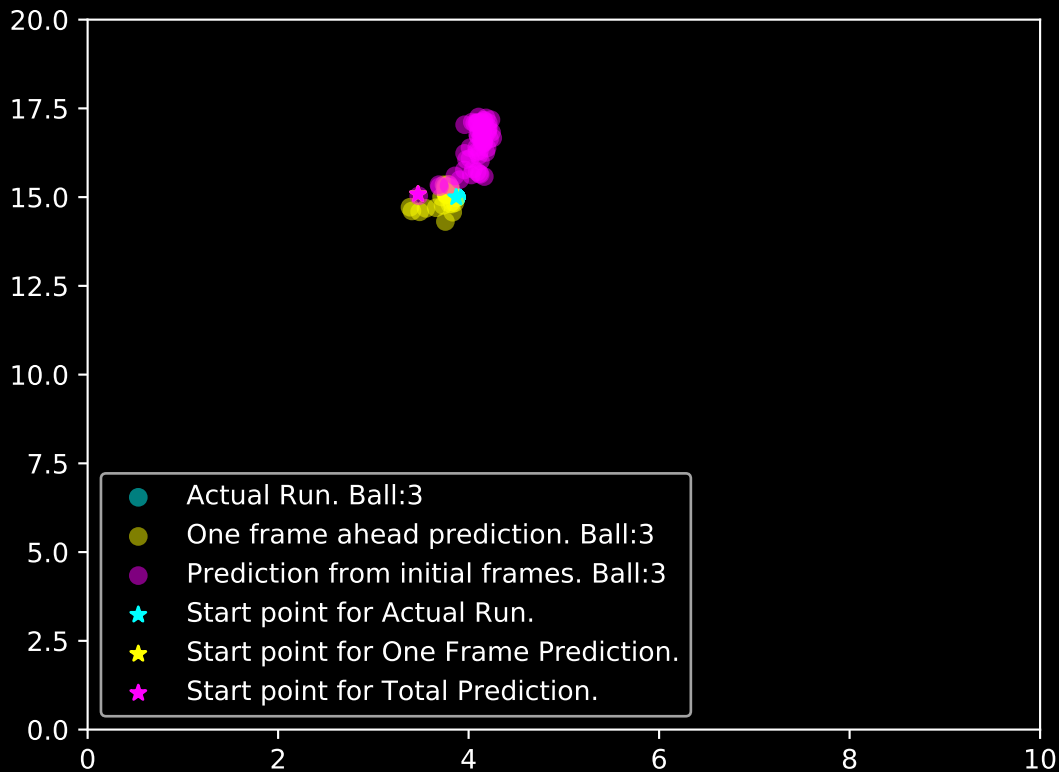 20.0
17.5
15.0
12.5
10.0
7.5
5.0
2.5
0.0
Actual Run. Ball:3
One frame ahead prediction. Ball:3
Prediction from initial frames. Ball:3
Start point for Actual Run.
Start point for One Frame Prediction.
Start point for Total Prediction.
0 2 4 6 8 10